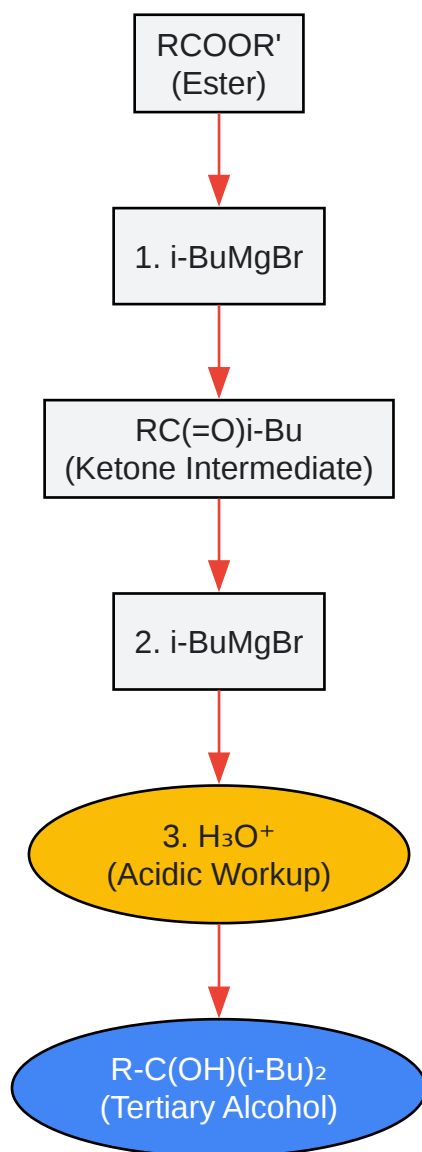 RCOOR'
(Ester)
1. i-BuMgBr
RC(=O)i-Bu
(Ketone Intermediate)
2. i-BuMgBr
3. H₃O⁺
(Acidic Workup)
R-C(OH)(i-Bu)₂
(Tertiary Alcohol)